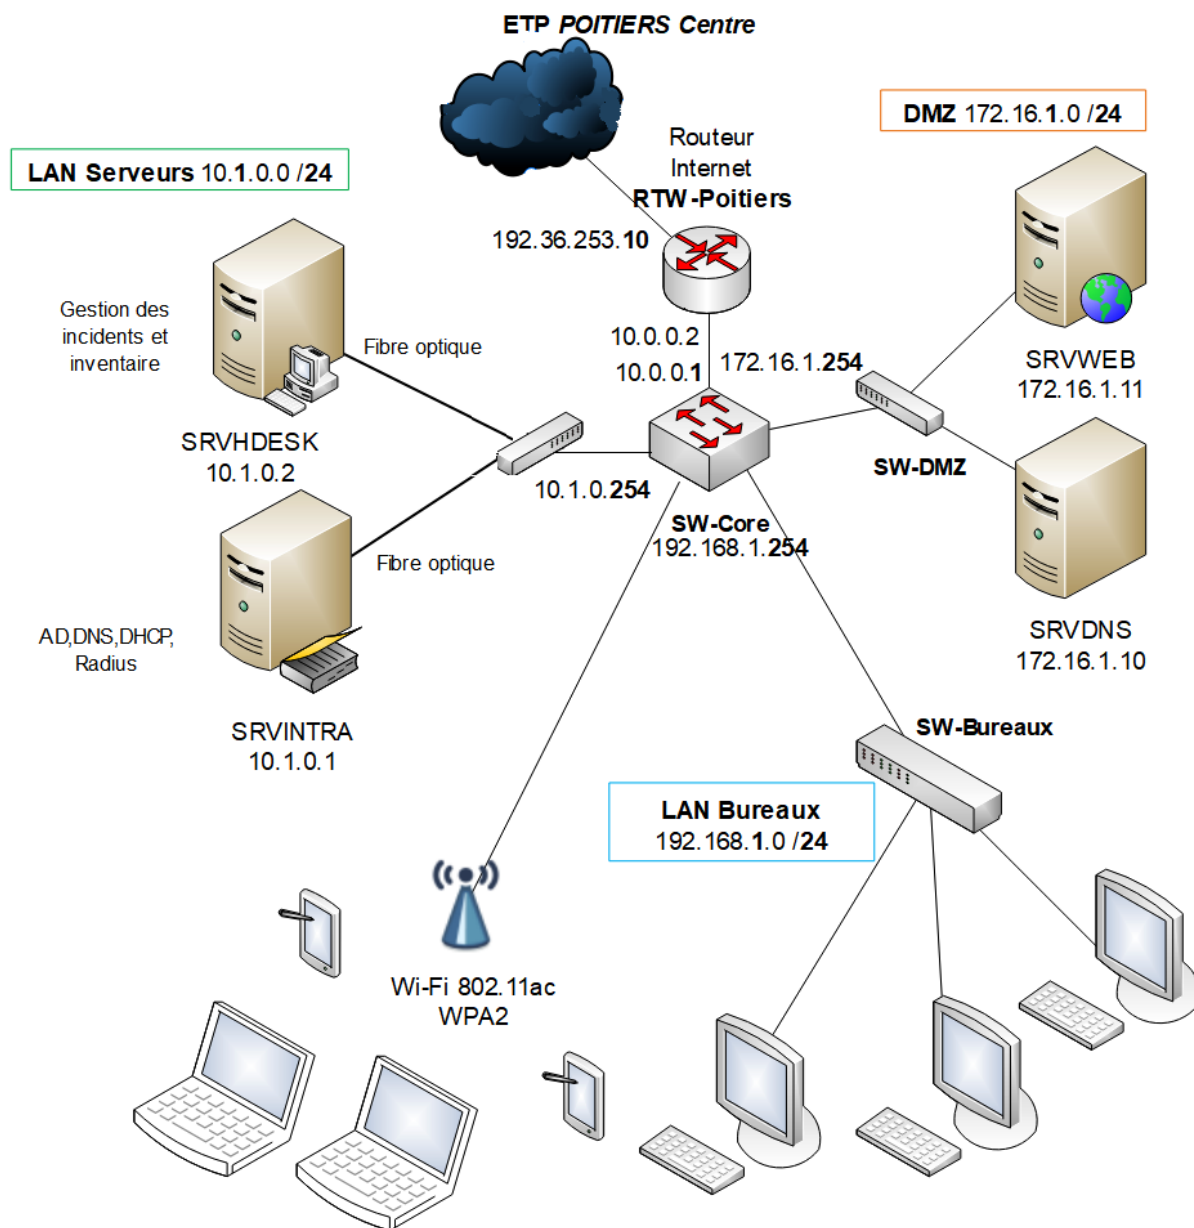 ETP POITIERS Centre
DMZ 172.16.1.0 /24
Routeur
Internet
RTW-Poitiers
LAN Serveurs 10.1.0.0 /24
192.36.253.10
Gestion des
incidents et
inventaire
Fibre optique
10.0.0.2
10.0.0.1
172.16.1.254
SRVWEB
172.16.1.11
SRVHDESK
10.1.0.2
10.1.0.254
SW-DMZ
SW-Core
192.168.1.254
Fibre optique
AD,DNS,DHCP,
Radius
SRVDNS
172.16.1.10
SRVINTRA
10.1.0.1
SW-Bureaux
LAN Bureaux
192.168.1.0 /24
Wi-Fi 802.11ac
WPA2